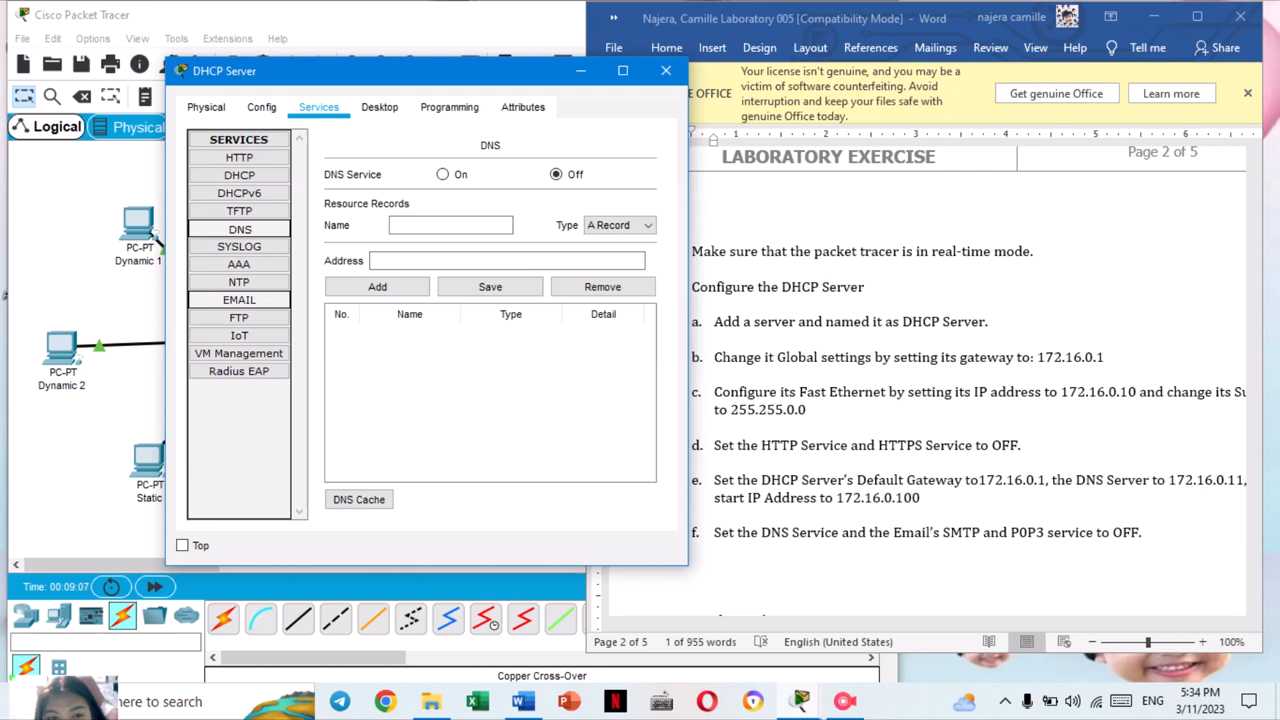 Cisco Packet Tracer
File Edit Options View Tools Extensions Help
Logical Physical
PC-PT
Dynamic 1
PC-PT
Dynamic 2
PC-PT
Static
Time: 00:09:07
Copper Cross-Over
DHCP Server
Physical Config Services Desktop Programming Attributes
SERVICES
HTTP
DHCP
DHCPv6
TFTP
DNS
SYSLOG
AAA
NTP
EMAIL
FTP
IoT
VM Management
Radius EAP
DNS
DNS Service On Off
Resource Records
Name Type A Record
Address
Add Save Remove
No. Name Type Detail
DNS Cache
Top
Najera, Camille Laboratory 005 [Compatibility Mode] - Word najera camille
File Home Insert Design Layout References Mailings Review View Help Tell me Share
OFFICE
Your license isn't genuine, and you may be
victim of software counterfeiting. Avoid
interruption and keep your files safe with
genuine Office today.
Get genuine Office Learn more
1 2 3 4 5 6
LABORATORY EXERCISE Page 2 of 5
Make sure that the packet tracer is in real-time mode.
Configure the DHCP Server
a. Add a server and named it as DHCP Server.
b. Change it Global settings by setting its gateway to: 172.16.0.1
c. Configure its Fast Ethernet by setting its IP address to 172.16.0.10 and change its Su
to 255.255.0.0
d. Set the HTTP Service and HTTPS Service to OFF.
e. Set the DHCP Server's Default Gateway to172.16.0.1, the DNS Server to 172.16.0.11,
start IP Address to 172.16.0.100
f. Set the DNS Service and the Email's SMTP and P0P3 service to OFF.
Page 2 of 5 1 of 955 words English (United States) 100%
here to search
ENG
5:34 PM
3/11/2023